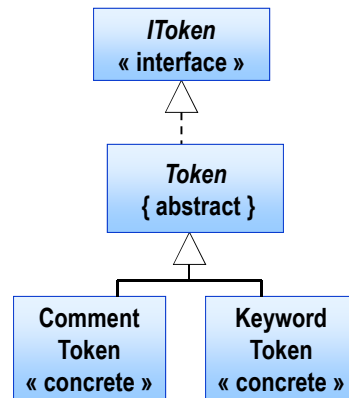 IToken
« interface »
Token
{ abstract }
Comment
Token
« concrete »
Keyword
Token
« concrete »